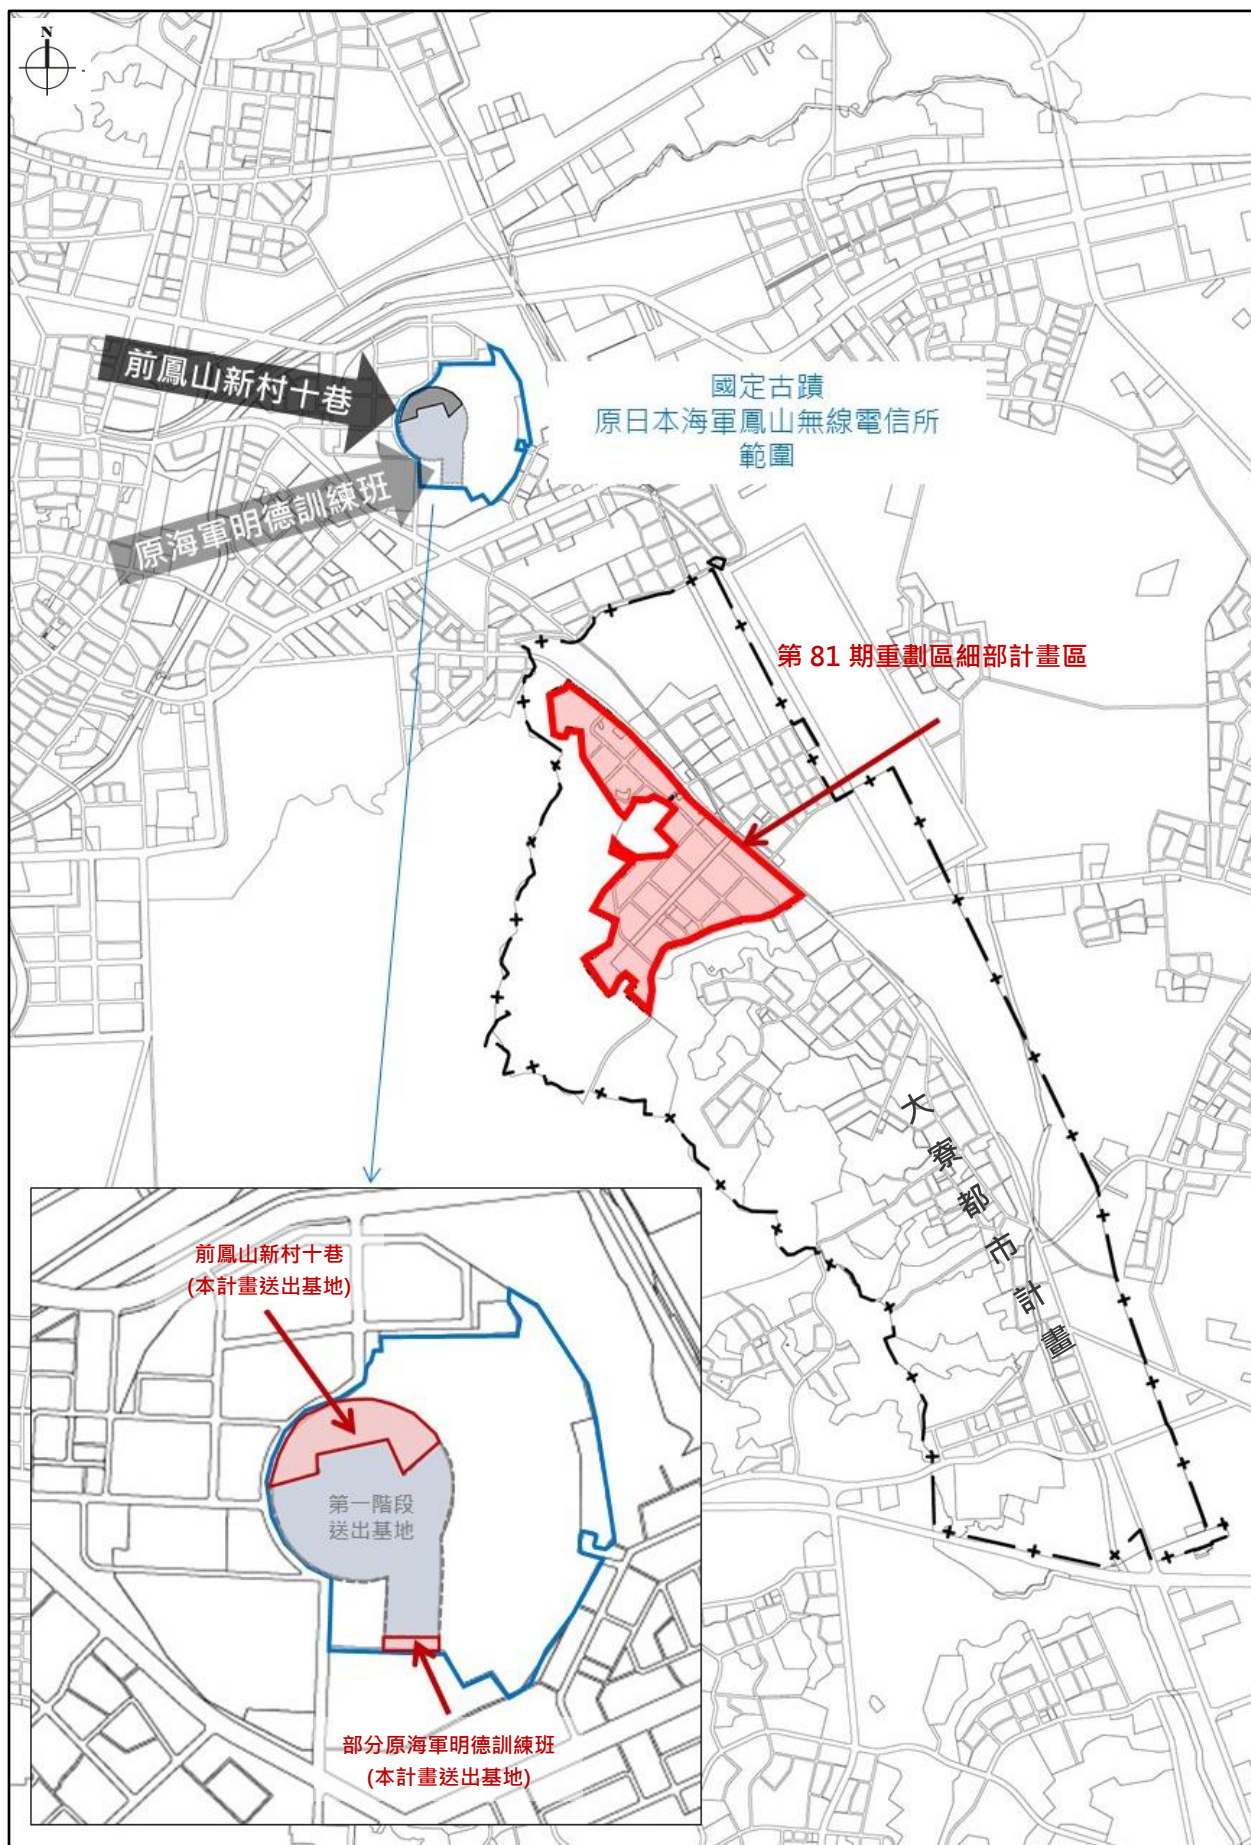 N
前鳳山新村十巷
國定古蹟
原日本海軍鳳山無線電信所
範圍
原海軍明德訓練班
第 81 期重劃區細部計畫區
大寮都市計畫
前鳳山新村十巷
(本計畫送出基地)
第一階段
送出基地
部分原海軍明德訓練班
(本計畫送出基地)